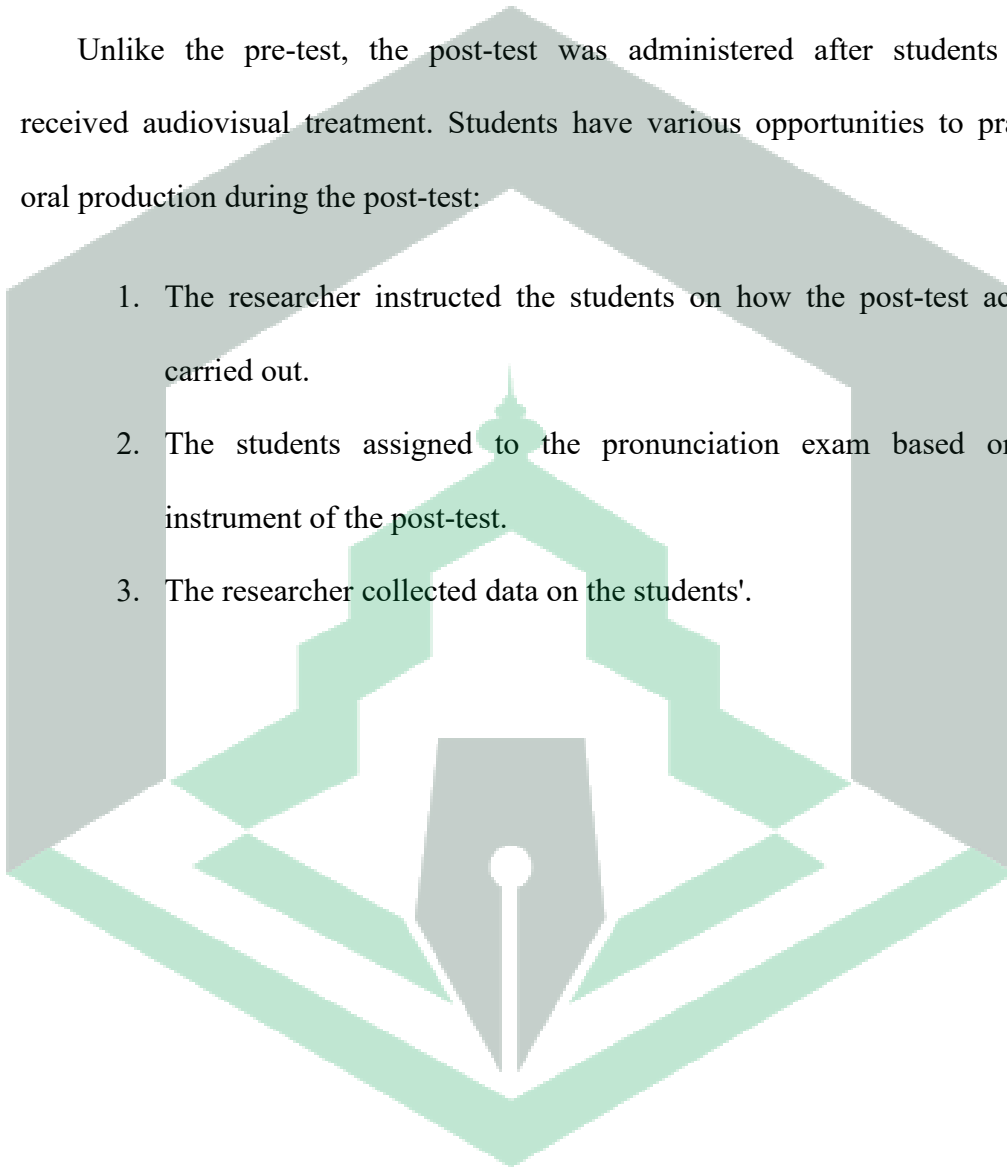 Unlike the pre-test, the post-test was administered after students
received audiovisual treatment. Students have various opportunities to
oral production during the post-test:
1. The researcher instructed the students on how the post-test
carried out.
2. The students assigned to the pronunciation exam based
instrument of the post-test.
3. The researcher collected data on the students'.